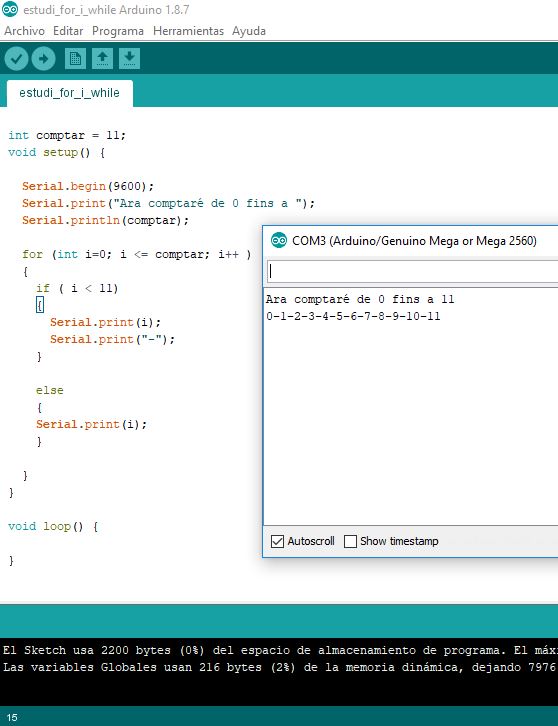 estudi_for_i_while Arduino 1.8.7
Archivo Editar Programa Herramientas Ayuda
estudi_for_i_while
int comptar = 11;
void setup() {
Serial.begin(9600);
Serial.print("Ara comptaré de 0 fins a ");
Serial.println(comptar);
for (int i=0; i <= comptar; i++ )
{
if ( i < 11)
{
Serial.print(i);
Serial.print("-");
}
else
{
Serial.print(i);
}
}
}
void loop() {
}
COM3 (Arduino/Genuino Mega or Mega 2560)
Ara comptaré de 0 fins a 11
0-1-2-3-4-5-6-7-8-9-10-11
Autoscroll Show timestamp
El Sketch usa 2200 bytes (0%) del espacio de almacenamiento de programa. El
Las variables Globales usan 216 bytes (2%) de la memoria dinámica, dejando 7976
15